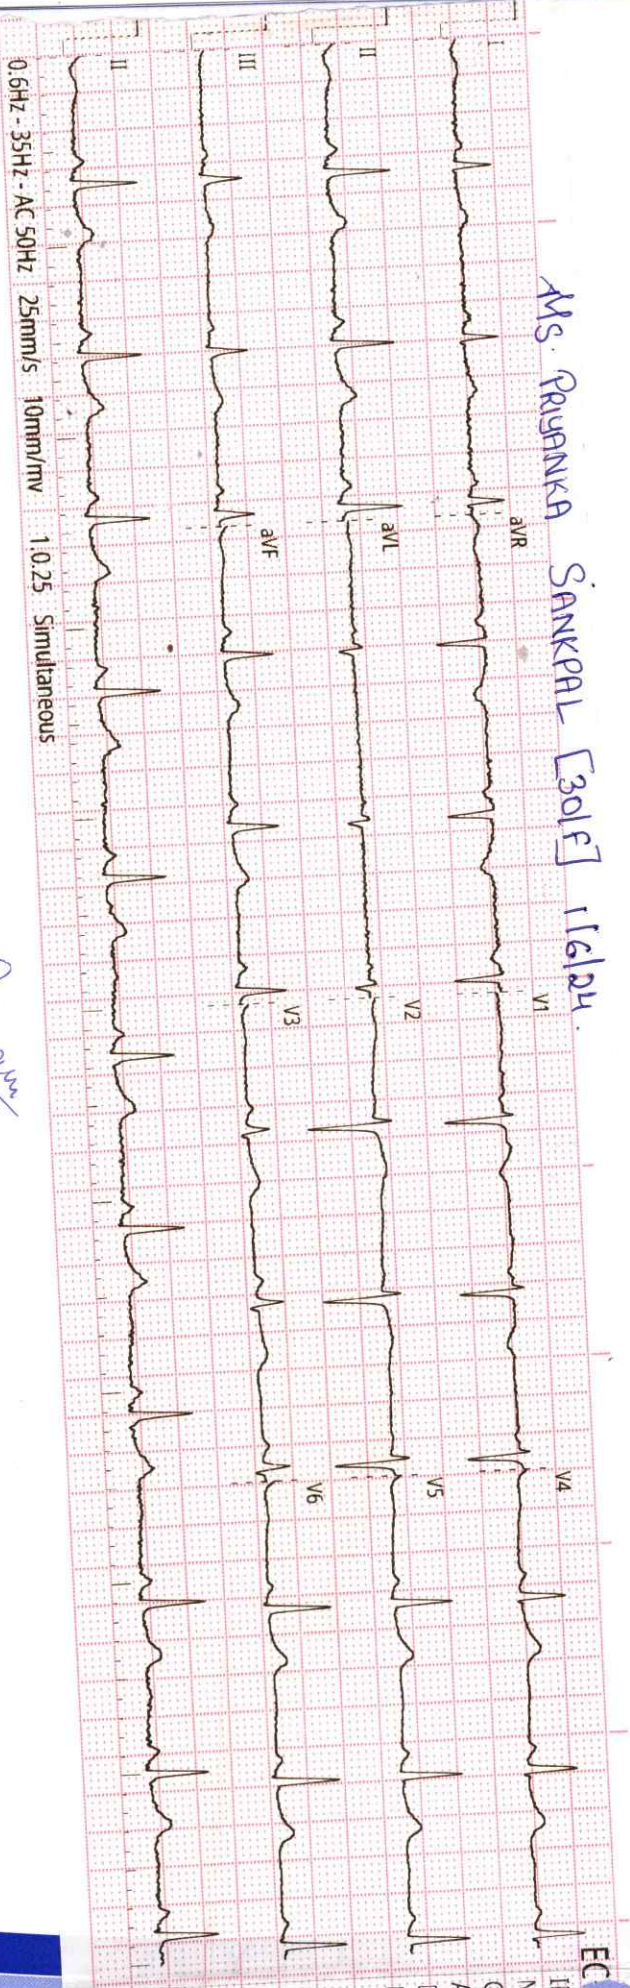 MS. PRIYANKA SANKPAL [30/F] 1/6/24.
EC
I aVR V1 V4
II aVL V2 V5
III aVF V3 V6
II
0.6Hz - 35Hz - AC 50Hz 25mm/s 10mm/mv 1.0.25 Simultaneous